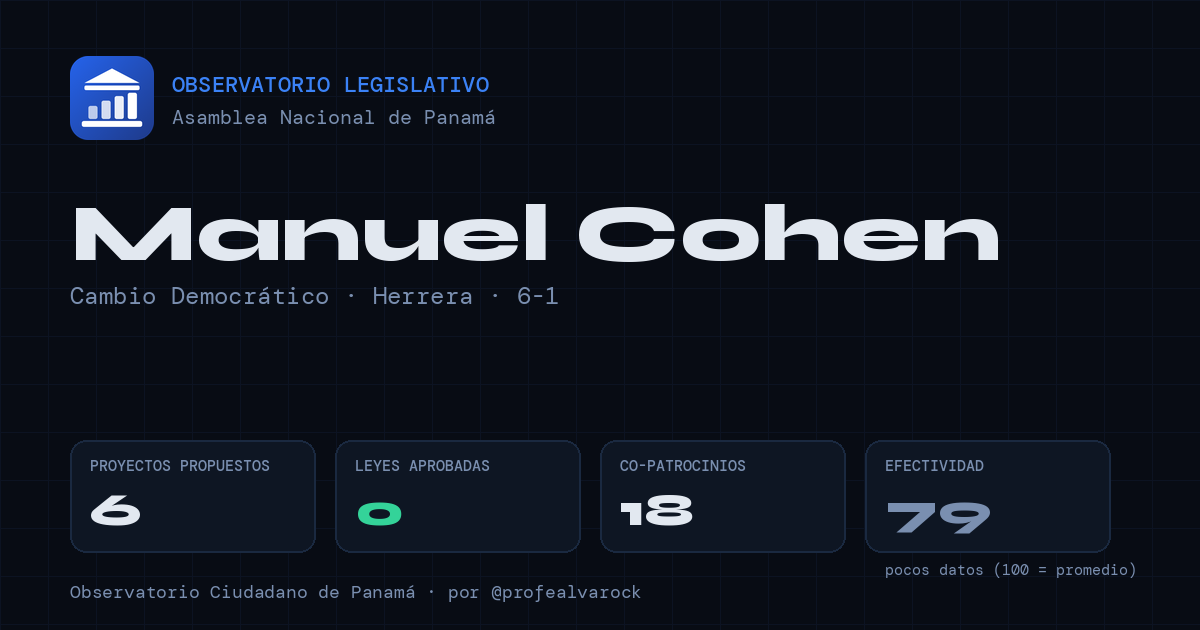 OBSERVATORIO LEGISLATIVO
Asamblea Nacional de Panamá
Manuel Cohen
Cambio Democrático · Herrera · 6-1
PROYECTOS PROPUESTOS
6
LEYES APROBADAS
0
CO-PATROCINIOS
18
EFECTIVIDAD
79
pocos datos (100 = promedio)
Observatorio Ciudadano de Panamá · por @profealvarock